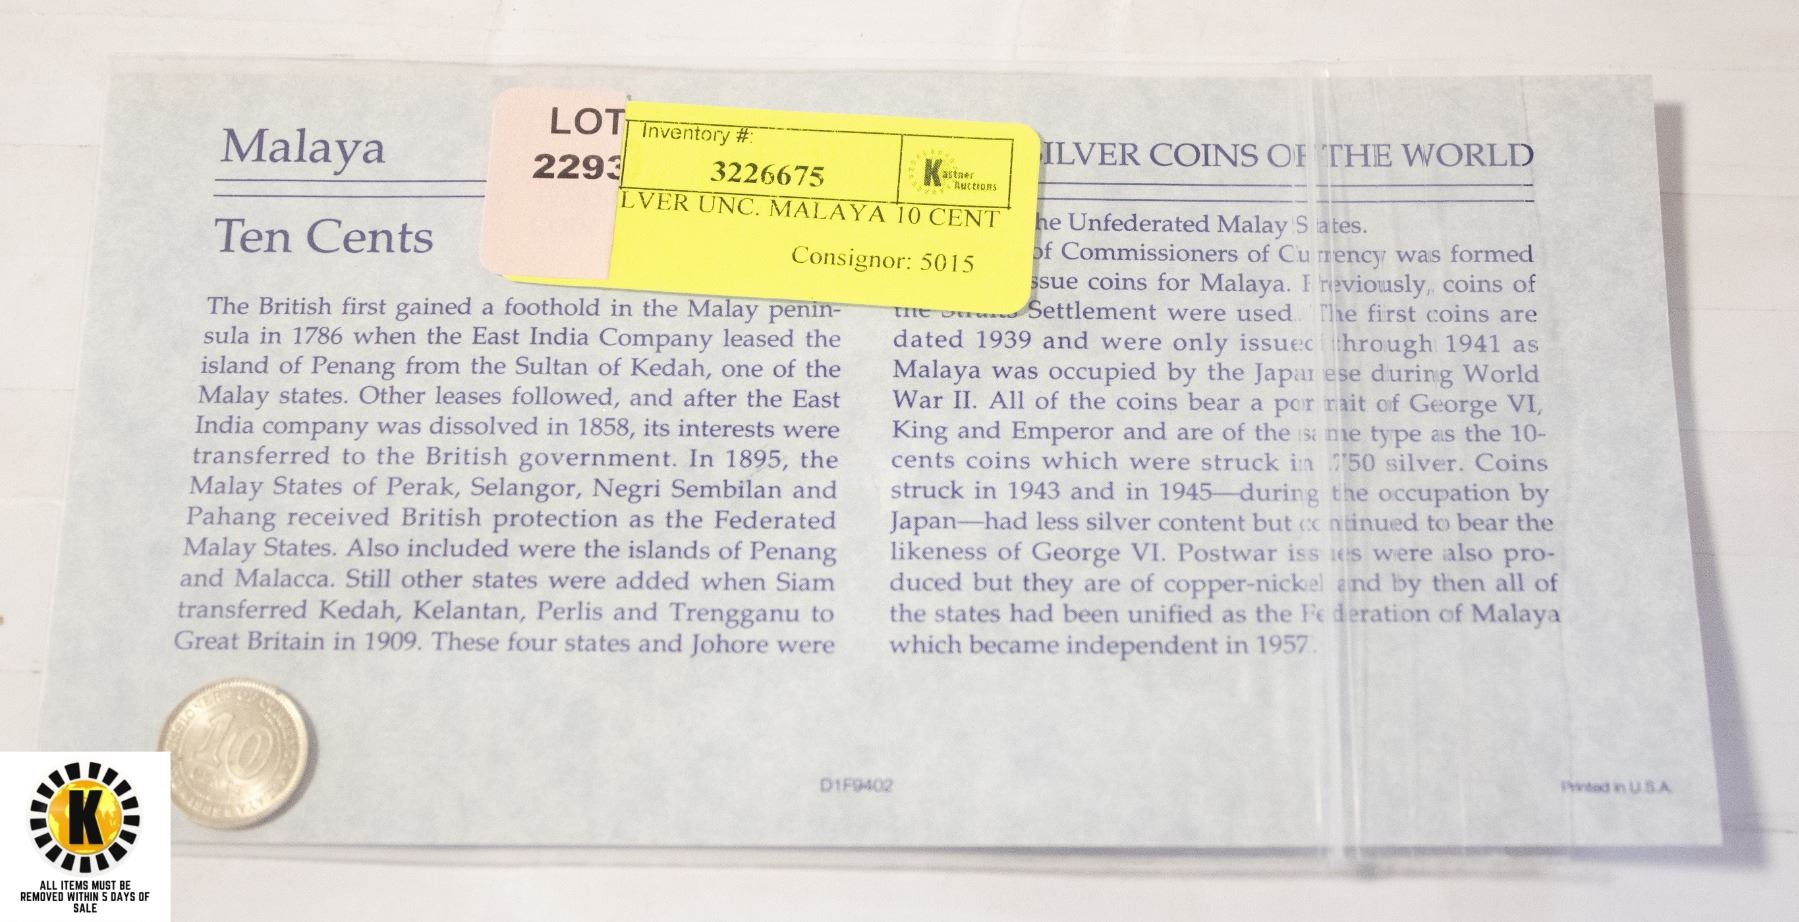 Malaya
Ten Cents
LOT
2293
Inventory #:
3226675
Kastner
Auctions
LVER UNC. MALAYA 10 CENT
Consignor: 5015
ILVER COINS OF THE WORLD
The British first gained a foothold in the Malay penin-
sula in 1786 when the East India Company leased the
island of Penang from the Sultan of Kedah, one of the
Malay states. Other leases followed, and after the East
India company was dissolved in 1858, its interests were
transferred to the British government. In 1895, the
Malay States of Perak, Selangor, Negri Sembilan and
Pahang received British protection as the Federated
Malay States. Also included were the islands of Penang
and Malacca. Still other states were added when Siam
transferred Kedah, Kelantan, Perlis and Trengganu to
Great Britain in 1909. These four states and Johore were
he Unfederated Malay States.
of Commissioners of Currency was formed
ssue coins for Malaya. Previously, coins of
the Straits Settlement were used. The first coins are
dated 1939 and were only issued through 1941 as
Malaya was occupied by the Japanese during World
War II. All of the coins bear a portrait of George VI,
King and Emperor and are of the same type as the 10-
cents coins which were struck in .750 silver. Coins
struck in 1943 and in 1945—during the occupation by
Japan—had less silver content but continued to bear the
likeness of George VI. Postwar issues were also pro-
duced but they are of copper-nickel and by then all of
the states had been unified as the Federation of Malaya
which became independent in 1957.
10
D1F9402
Printed in U.S.A.
K
ALL ITEMS MUST BE
REMOVED WITHIN 5 DAYS OF
SALE